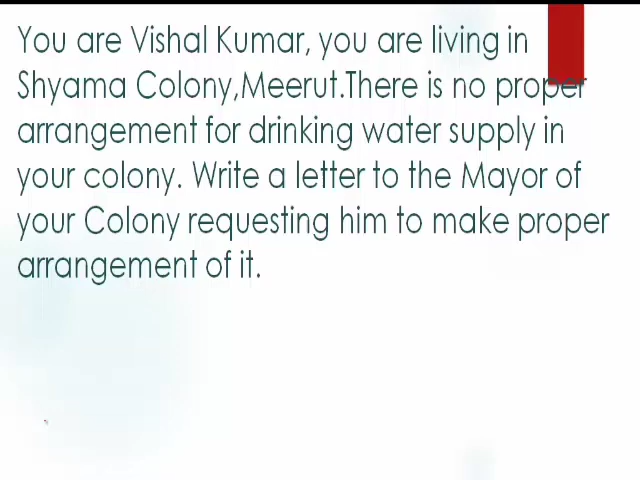 You are Vishal Kumar, you are living in
Shyama Colony,Meerut.There is no proper
arrangement for drinking water supply in
your colony. Write a letter to the Mayor of
your Colony requesting him to make proper
arrangement of it.